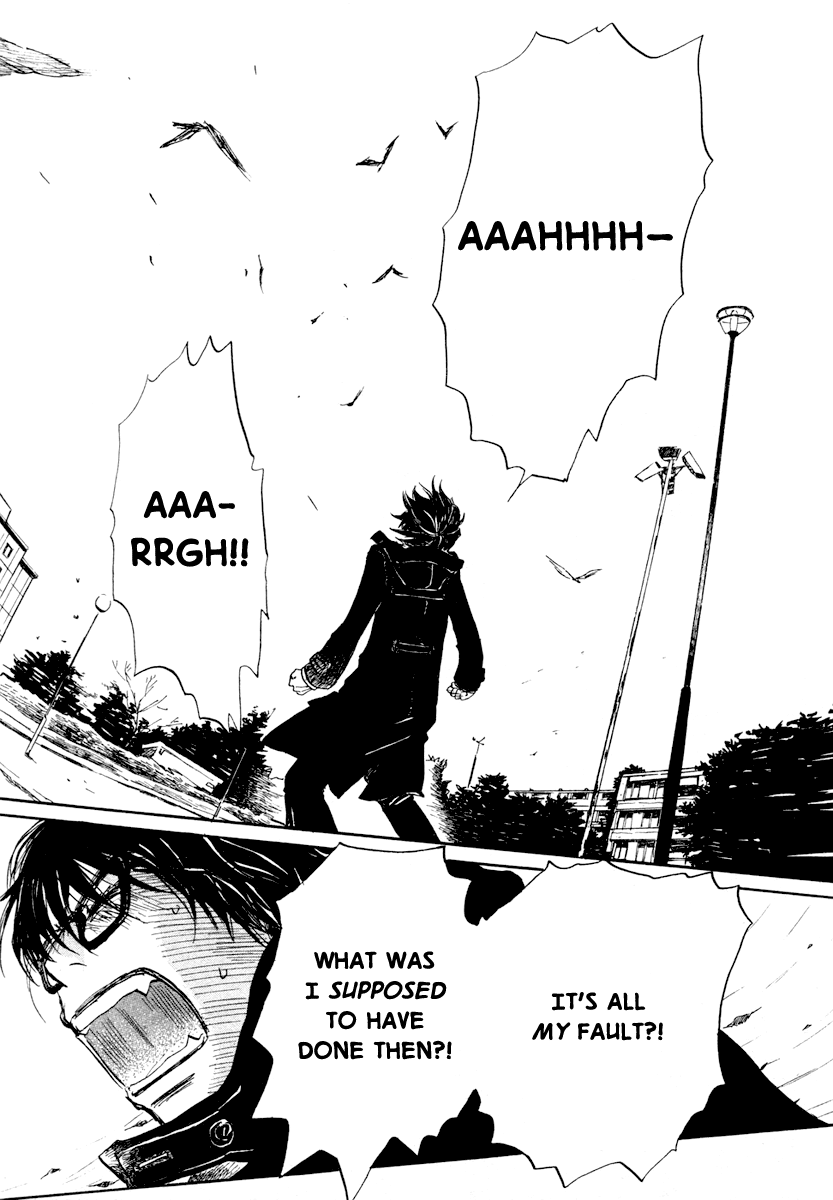 AAAHHHH-
AAA-
RRGH!!
IT'S ALL
MY FAULT?!
WHAT WAS
I SUPPOSED
TO HAVE
DONE THEN?!